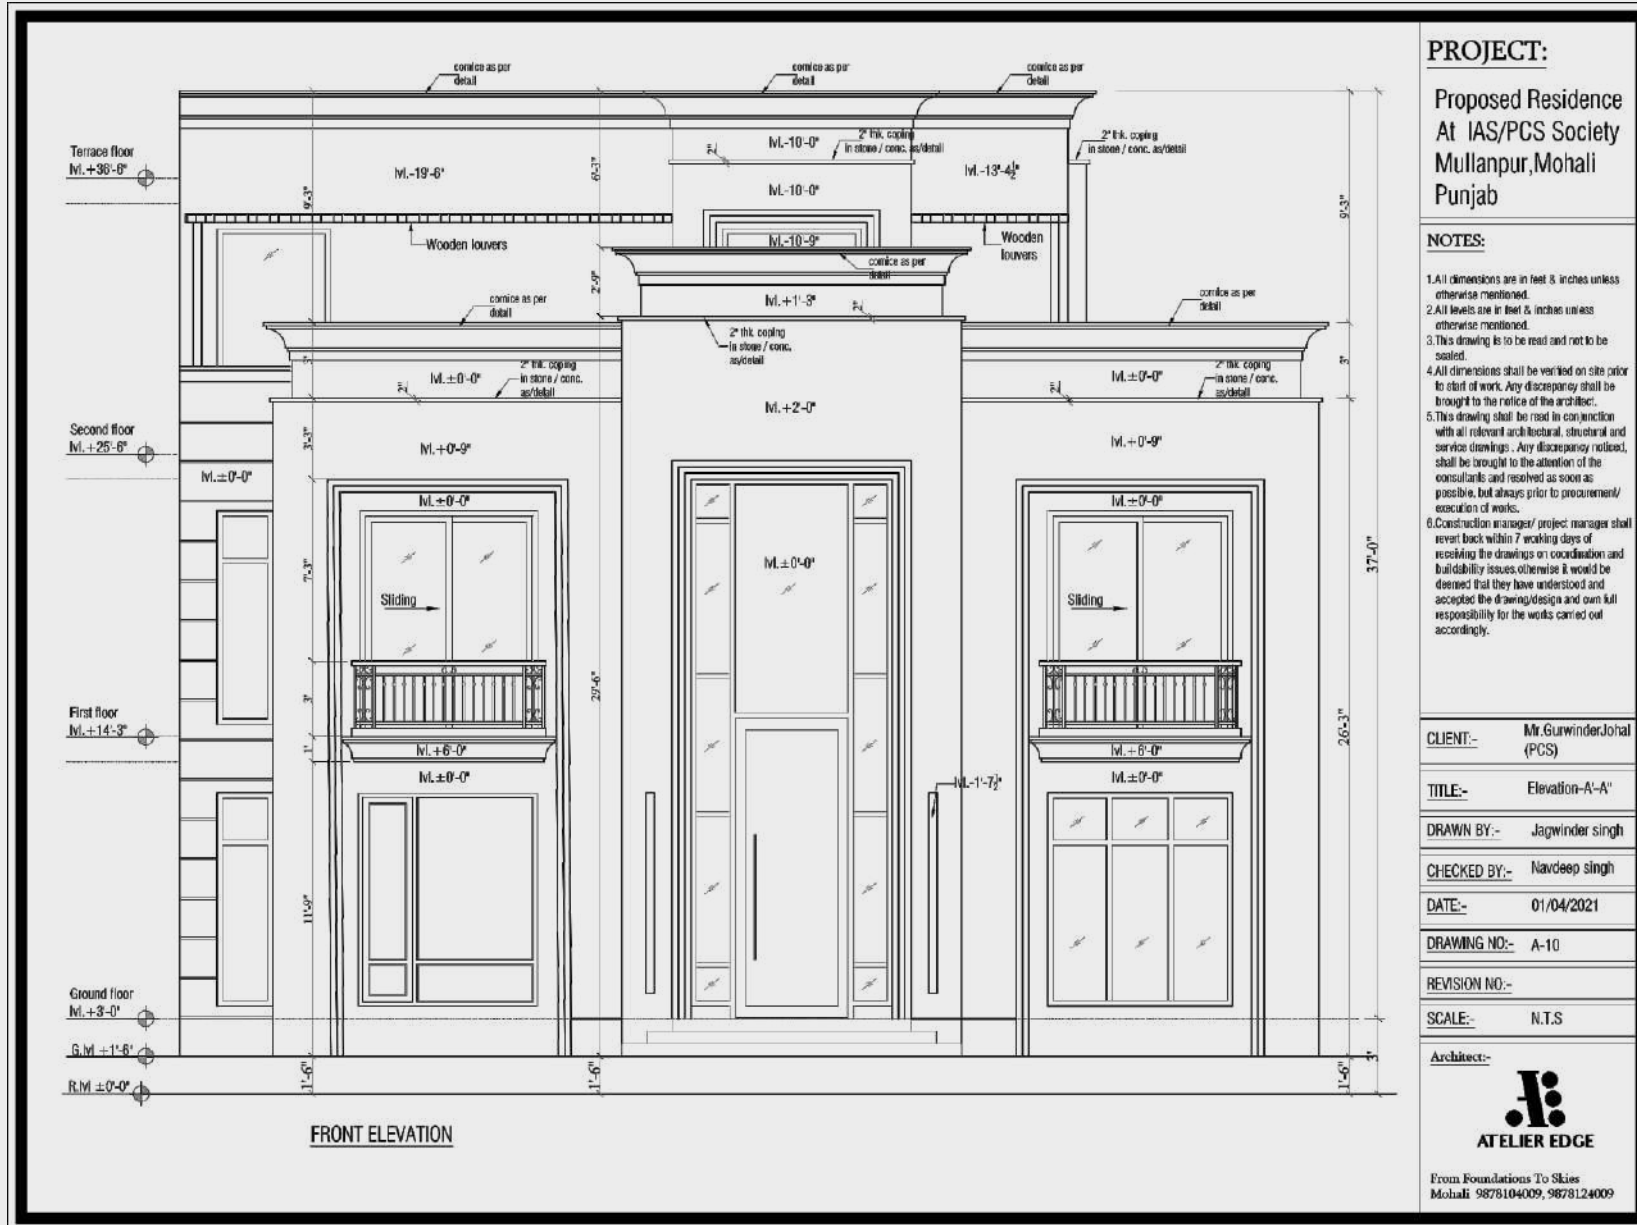 cornice as per
detail
cornice as per
detail
cornice as per
detail
Terrace floor
lvl.+36'-6"
lvl.-19'-6"
lvl.-10'-0"
2" thk. coping
in stone / conc. as/detail
2" thk. coping
in stone / conc. as/detail
2"
6'-3"
lvl.-13'-4½"
lvl.-10'-0"
9'-3"
9'-3"
Wooden louvers
lvl.-10'-9"
Wooden
louvers
cornice as per
detail
2'-9"
cornice as per
detail
lvl.+1'-3"
2"
cornice as per
detail
2" thk. coping
in stone / conc.
as/detail
3'
lvl.±0'-0"
2" thk. coping
in stone / conc.
as/detail
2"
lvl.±0'-0"
2"
2" thk. coping
in stone / conc.
as/detail
3'
lvl.+2'-0"
Second floor
lvl.+25'-6"
3'-3"
lvl.+0'-9"
lvl.+0'-9"
lvl.±0'-0"
lvl.±0'-0"
lvl.±0'-0"
7'-3"
lvl.±0'-0"
37'-0"
Sliding
Sliding
3'
29'-6"
First floor
lvl.+14'-3"
26'-3"
1'
lvl.+6'-0"
lvl.+6'-0"
lvl.±0'-0"
lvl.±0'-0"
lvl.-1'-7½"
11'-9"
Ground floor
lvl.+3'-0"
G.lvl +1'-6"
3'
R.lvl ±0'-0"
1'-6"
1'-6"
1'-6"
FRONT ELEVATION
PROJECT:
Proposed Residence
At IAS/PCS Society
Mullanpur,Mohali
Punjab
NOTES:
1.All dimensions are in feet & inches unless
otherwise mentioned.
2.All levels are in feet & inches unless
otherwise mentioned.
3.This drawing is to be read and not to be
scaled.
4.All dimensions shall be verified on site prior
to start of work. Any discrepancy shall be
brought to the notice of the architect.
5.This drawing shall be read in conjunction
with all relevant architectural, structural and
service drawings . Any discrepancy noticed,
shall be brought to the attention of the
consultants and resolved as soon as
possible, but always prior to procurement/
execution of works.
6.Construction manager/ project manager shall
revert back within 7 working days of
receiving the drawings on coordination and
buildability issues,otherwise it would be
deemed that they have understood and
accepted the drawing/design and own full
responsibility for the works carried out
accordingly.
CLIENT:- Mr.GurwinderJohal
(PCS)
TITLE:- Elevation-A'-A"
DRAWN BY:- Jagwinder singh
CHECKED BY:- Navdeep singh
DATE:- 01/04/2021
DRAWING NO:- A-10
REVISION NO:-
SCALE:- N.T.S
Architect:-
ATELIER EDGE
From Foundations To Skies
Mohali 9878104009, 9878124009